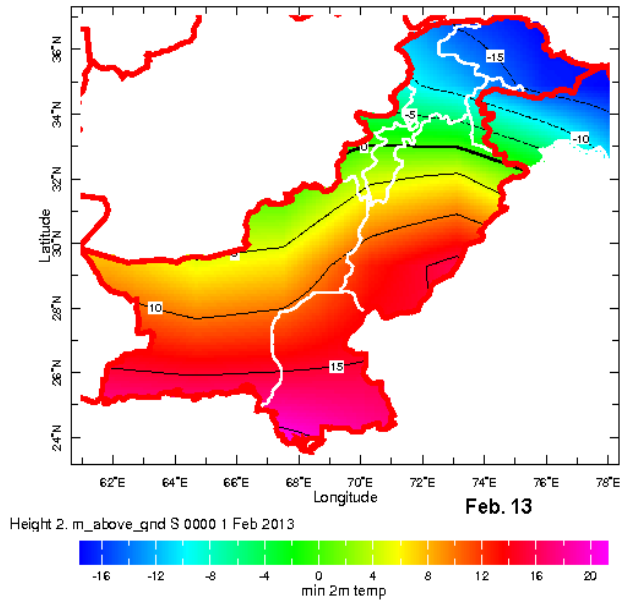 36°N
34°N
32°N
30°N
28°N
26°N
24°N
Latitude
-15
-5
-10
0
10
15
62°E 64°E 66°E 68°E 70°E 72°E 74°E 76°E 78°E
Longitude
Feb. 13
Height 2. m_above_gnd S 0000 1 Feb 2013
-16 -12 -8 -4 0 4 8 12 16 20
min 2m temp